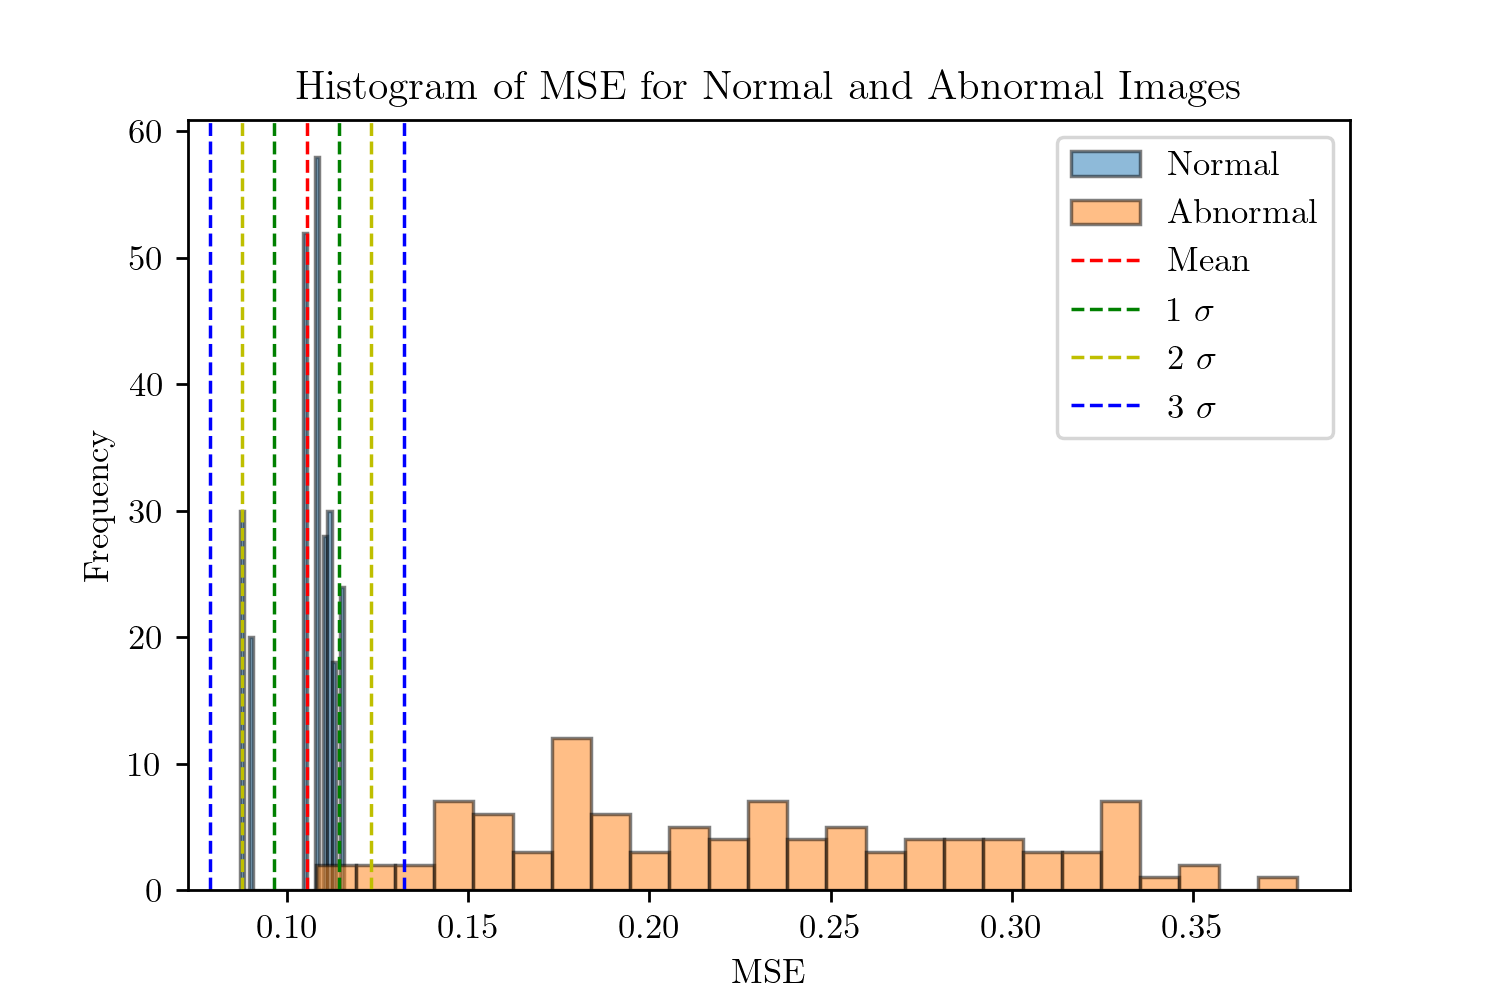 Histogram of MSE for Normal and Abnormal Images
60
50
40
30
20
10
0
Frequency
Normal
Abnormal
Mean
1 σ
2 σ
3 σ
0.10 0.15 0.20 0.25 0.30 0.35
MSE